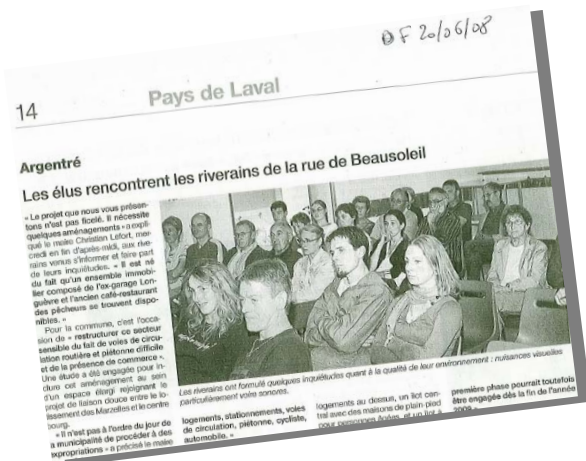 OF 20/06/08
14
Pays de Laval
Argentré
Les élus rencontrent les riverains de la rue de Beausoleil
« Le projet que nous vous présen-
tons n'est pas ficelé. Il nécessite
quelques aménagements » a expli-
qué le maire Christian Lefort, mer-
credi en fin d'après-midi, aux rive-
rains venus s'informer et faire part
de leurs inquiétudes. « Il est né
du fait qu'un ensemble immobi-
lier composé de l'ex-garage Lon-
guèvre et l'ancien café-restaurant
des pêcheurs se trouvent dispo-
nibles. »
Pour la commune, c'est l'occa-
sion de « restructurer ce secteur
sensible du fait de voies de circu-
lation routière et piétonne difficile
et de la présence de commerce ».
Une étude a été engagée pour in-
clure cet aménagement au sein
d'un espace élargi rejoignant le
projet de liaison douce entre le lo-
tissement des Marzelles et le centre
bourg.
« Il n'est pas à l'ordre du jour de
a municipalité de procéder à des
expropriations » a précisé le maire
Les riverains ont formulé quelques inquiétudes quant à la qualité de leur environnement : nuisances visuelles
particulièrement voire sonores.
logements, stationnements, voies
de circulation, piétonne, cycliste,
automobile. »
logements au dessus, un îlot cen-
tral avec des maisons de plain pied
pour personnes âgées, et un îlot à
première phase pourrait toutefois
être engagée dès la fin de l'année
2009 »